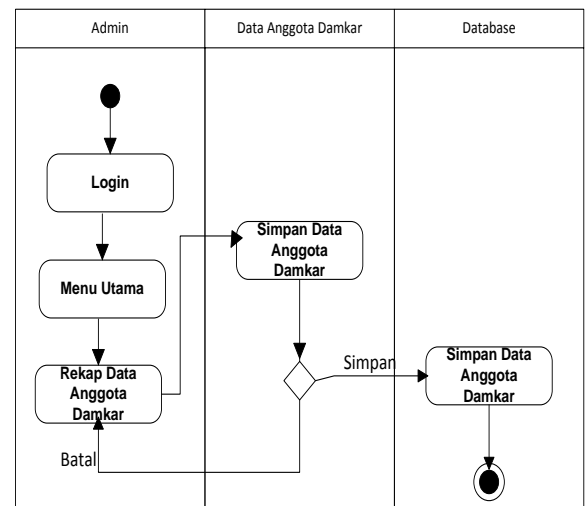 Admin
Data Anggota Damkar
Database
Login
Menu Utama
Rekap Data
Anggota
Damkar
Batal
Simpan Data
Anggota
Damkar
Simpan
Simpan Data
Anggota
Damkar